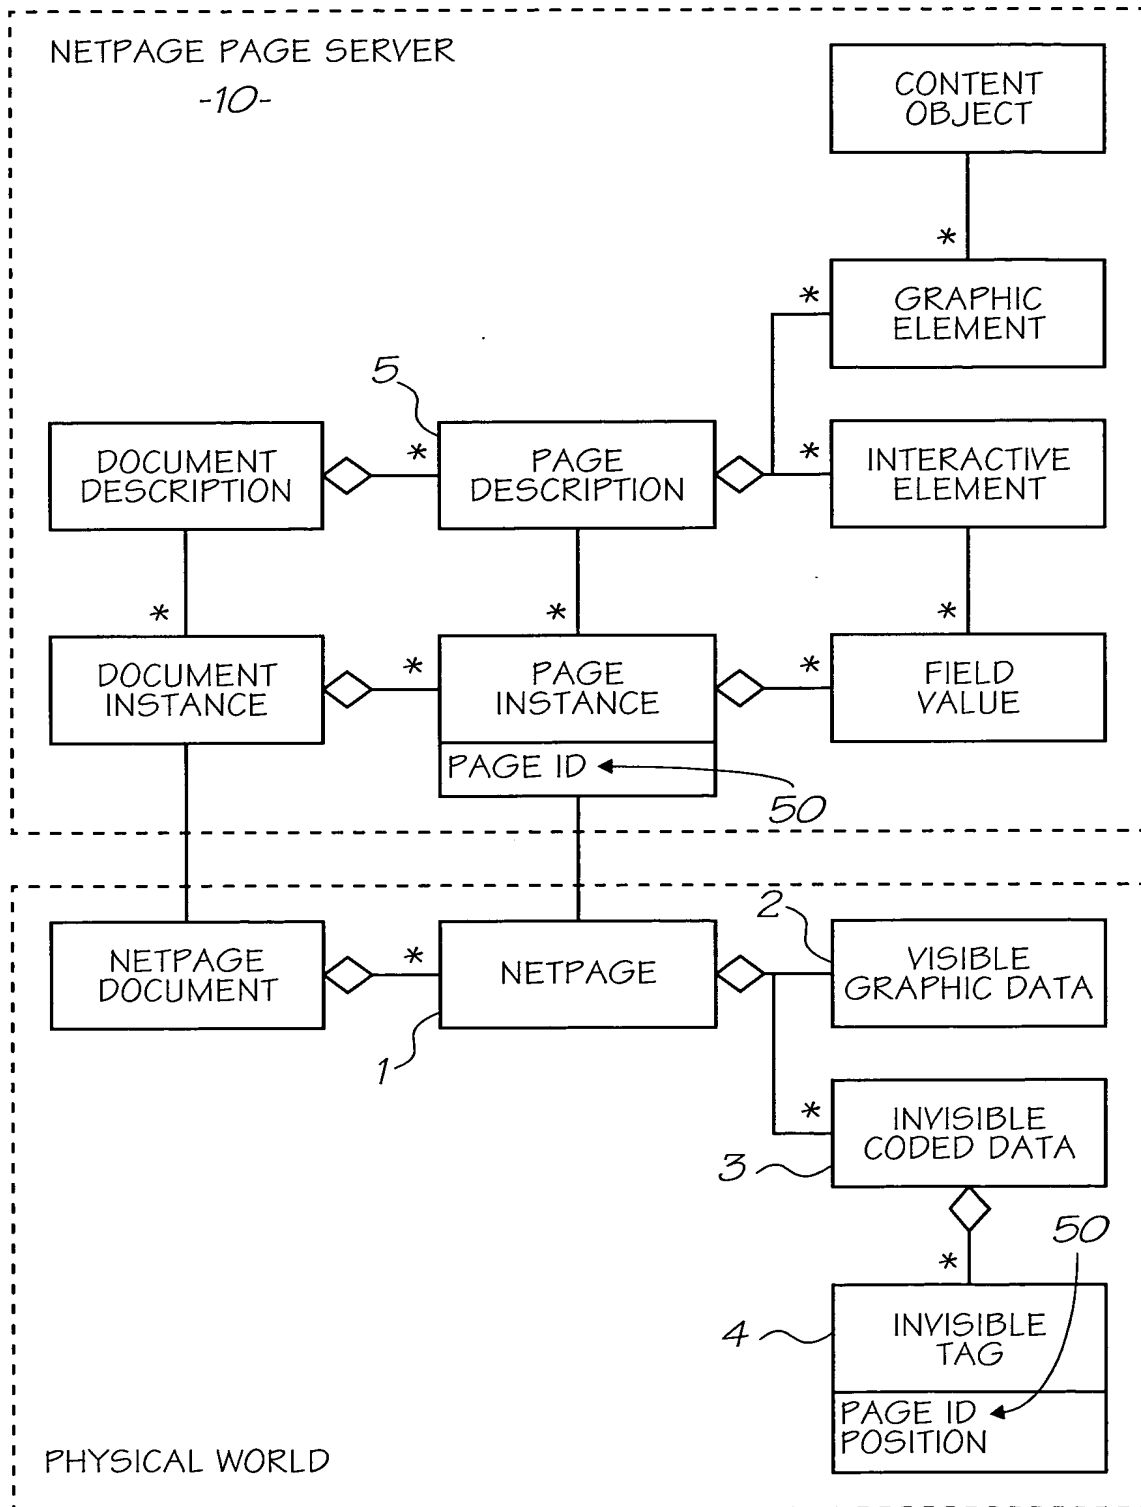 NETPAGE PAGE SERVER
-10-
CONTENT
OBJECT
*
*
GRAPHIC
ELEMENT
5
DOCUMENT
DESCRIPTION
*
PAGE
DESCRIPTION
*
INTERACTIVE
ELEMENT
*
*
*
DOCUMENT
INSTANCE
*
PAGE
INSTANCE
*
FIELD
VALUE
PAGE ID
50
NETPAGE
DOCUMENT
*
NETPAGE
1
2
VISIBLE
GRAPHIC DATA
*
INVISIBLE
CODED DATA
3
50
*
4
INVISIBLE
TAG
PAGE ID
POSITION
PHYSICAL WORLD